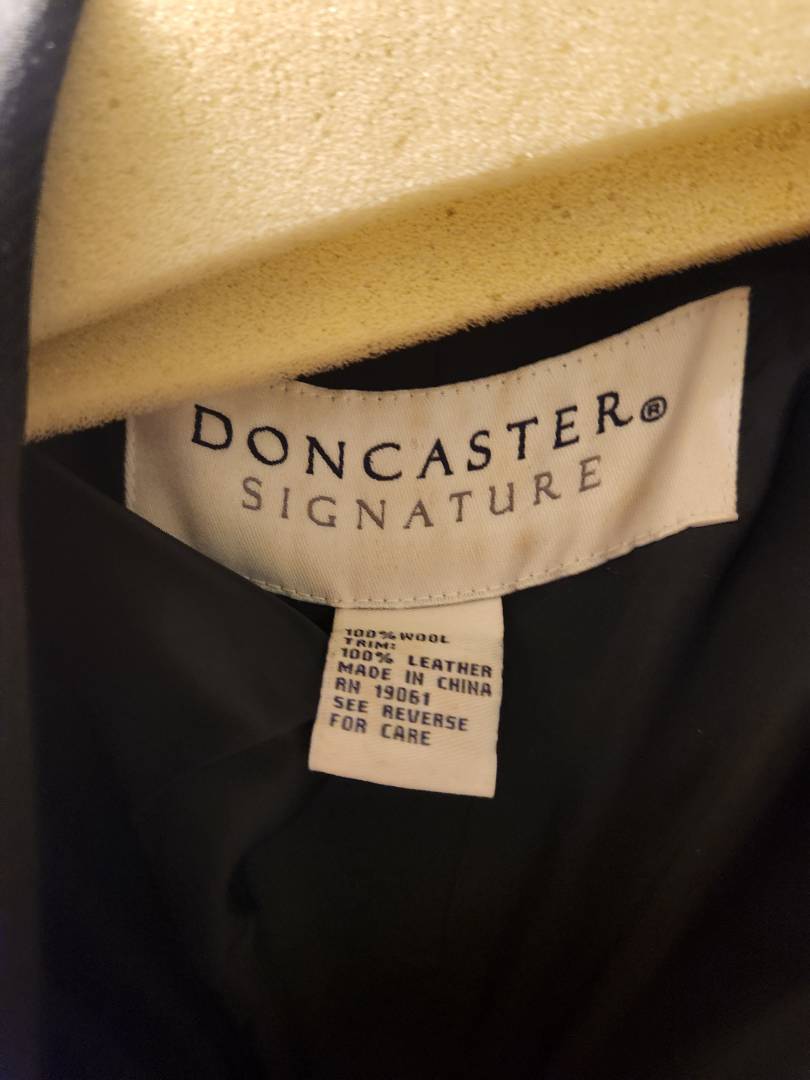 DONCASTER®
SIGNATURE
100% WOOL
TRIM:
100% LEATHER
MADE IN CHINA
RN 19061
SEE REVERSE
FOR CARE